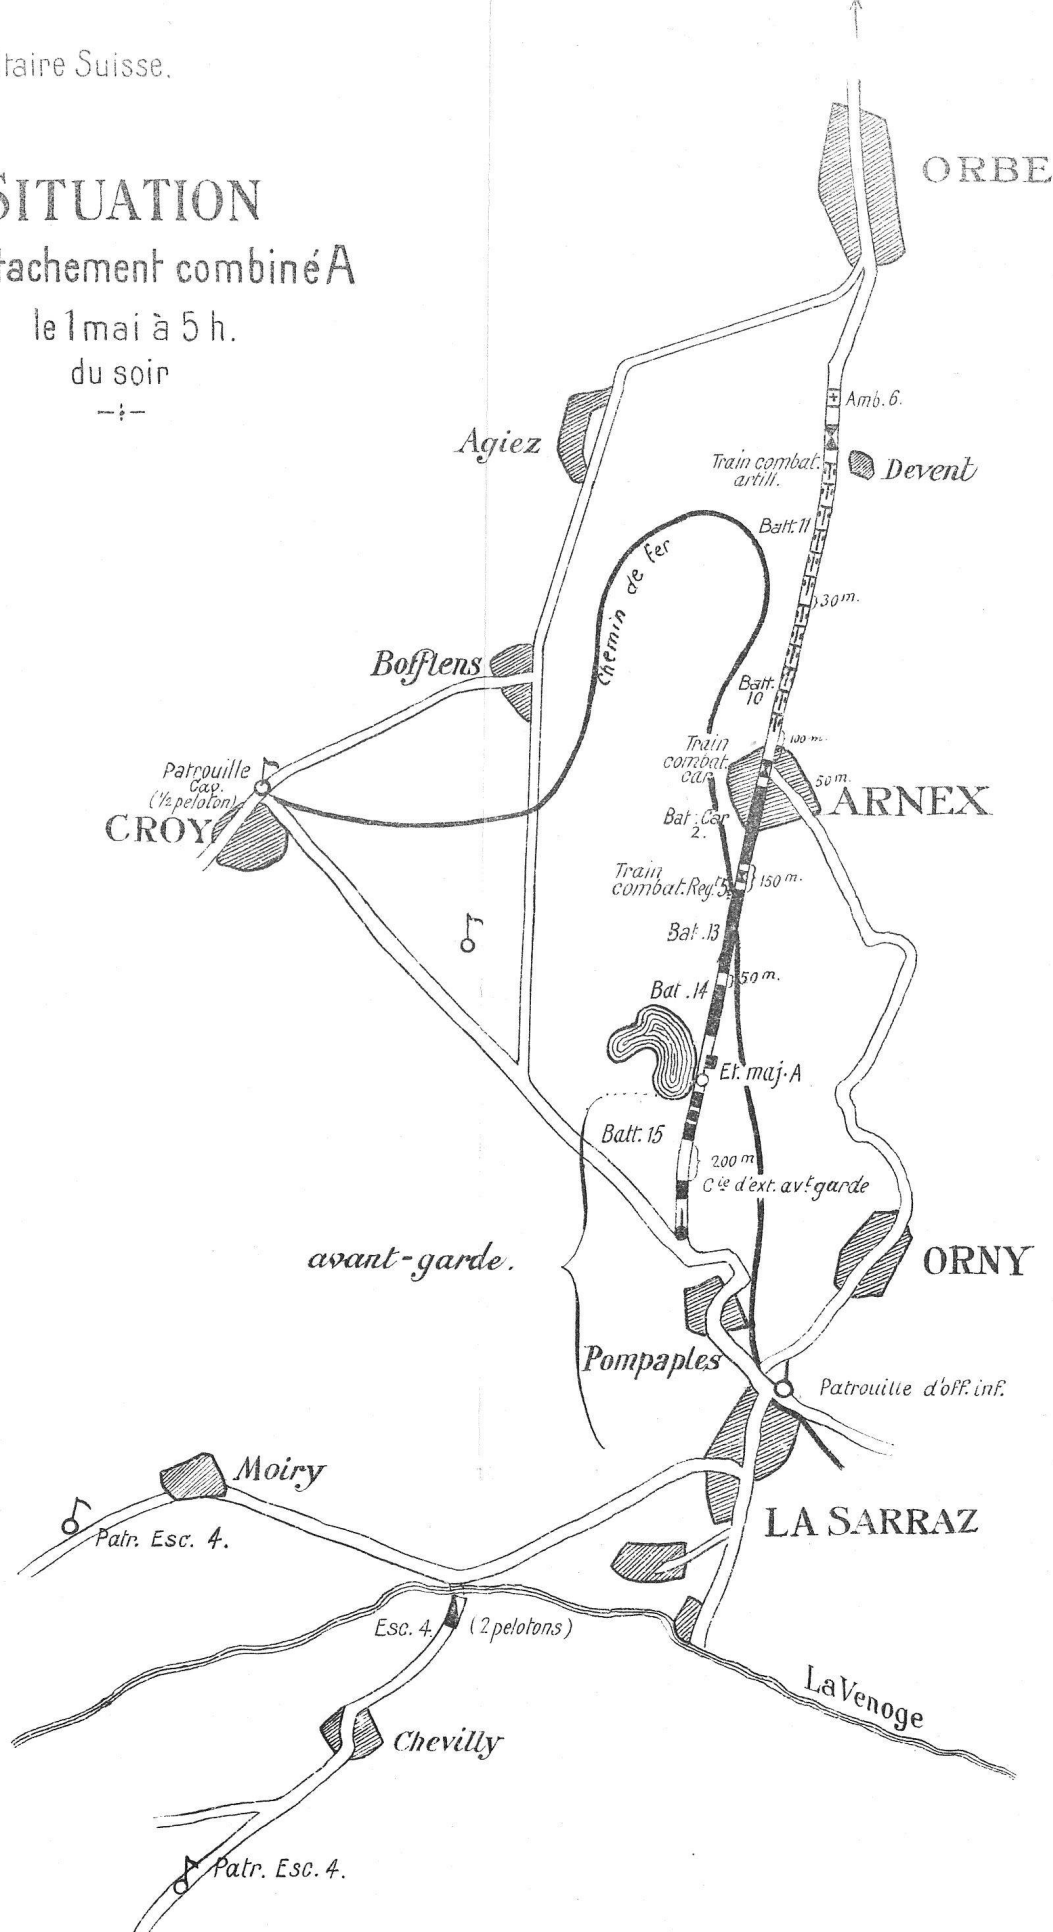 taire Suisse.
SITUATION
tachement combiné A
le 1 mai à 5 h.
du soir
ORBE
Amb. 6.
Agiez
Train combat.
artill.
Devent
Batt. 11
Chemin de fer
30 m.
Bofflens
Batt.
10
100 m.
Train
combat.
car.
Patrouille
Cav.
(½ peloton)
50 m.
ARNEX
CROY
Bat. Car
2.
Train
combat. Regt 5.
150 m.
Bat. 13
50 m.
Bat. 14
Et. maj. A
Batt. 15
200 m
Cie d'ext. avt garde
avant-garde.
ORNY
Pompaples
Patrouille d'off. inf.
Moiry
Patr. Esc. 4.
LA SARRAZ
Esc. 4. (2 pelotons)
La Venoge
Chevilly
Patr. Esc. 4.